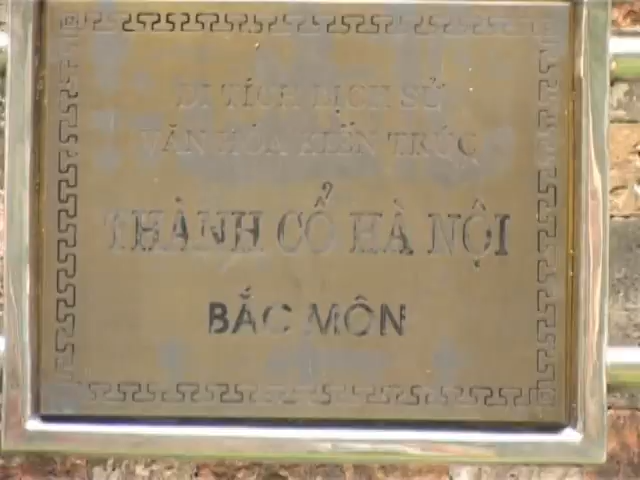 DI TÍCH LỊCH SỬ
VĂN HÓA KIẾN TRÚC
THÀNH CỔ HÀ NỘI
BẮC MÔN